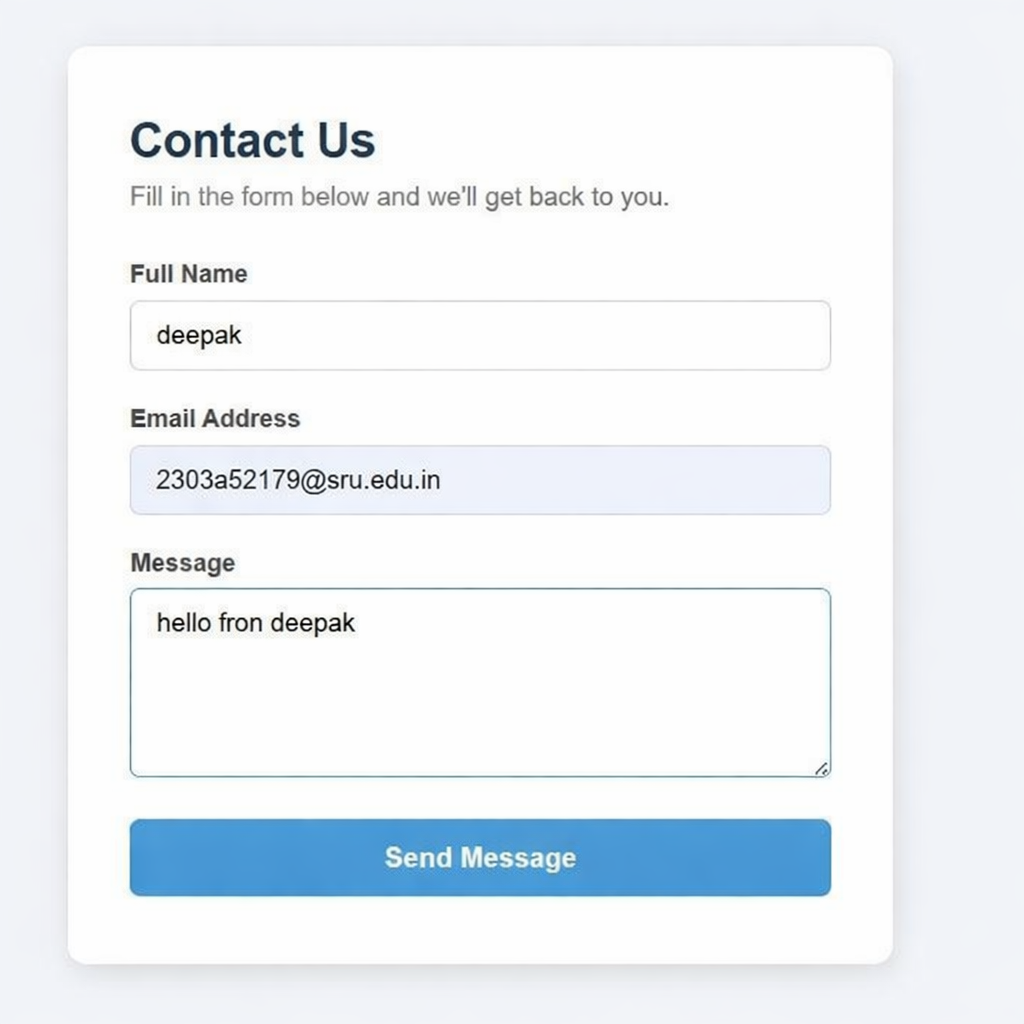 Contact Us
Fill in the form below and we'll get back to you.
Full Name
deepak
Email Address
2303a52179@sru.edu.in
Message
hello fron deepak
Send Message